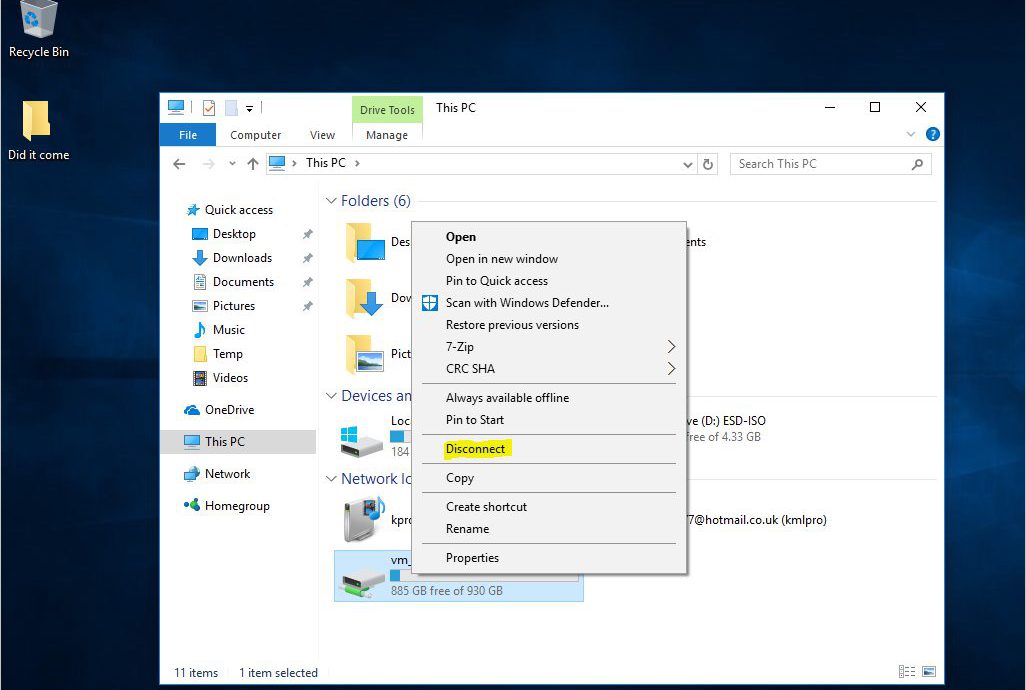 Recycle Bin
Did it come
Drive Tools
This PC
File
Computer
View
Manage
?
This PC
Search This PC
Quick access
Desktop
Downloads
Documents
Pictures
Music
Temp
Videos
OneDrive
This PC
Network
Homegroup
Folders (6)
Des
ents
Dow
Pict
Devices an
Loc
184
ve (D:) ESD-ISO
free of 4.33 GB
Network lo
kpro
7@hotmail.co.uk (kmlpro)
vm_
885 GB free of 930 GB
Open
Open in new window
Pin to Quick access
Scan with Windows Defender...
Restore previous versions
7-Zip
CRC SHA
Always available offline
Pin to Start
Disconnect
Copy
Create shortcut
Rename
Properties
11 items
1 item selected